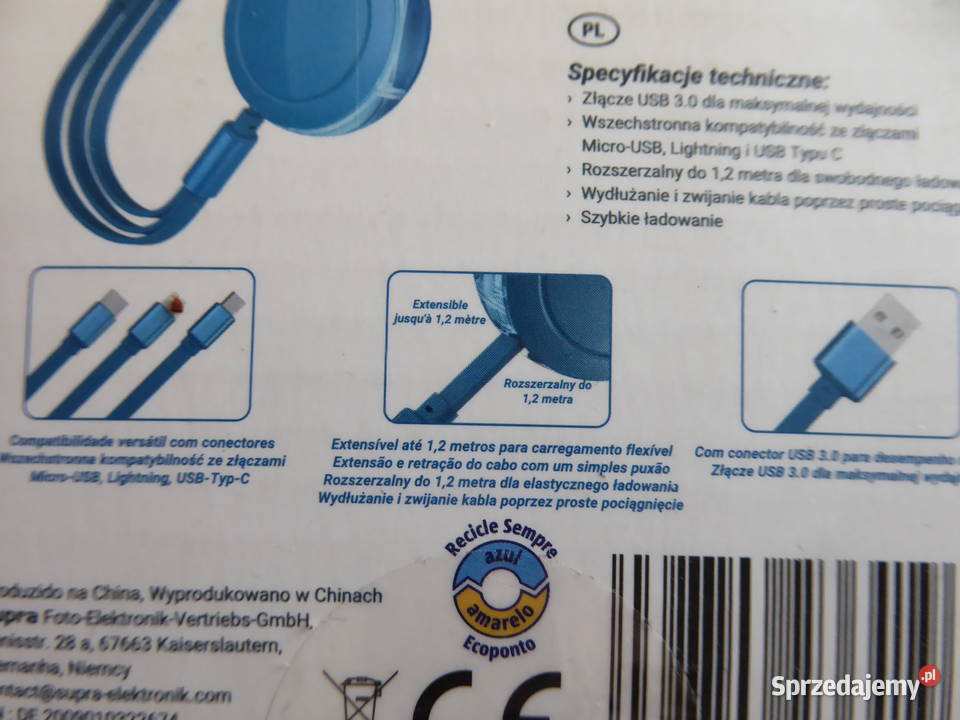 PL
Specyfikacje techniczne:
› Złącze USB 3.0 dla maksymalnej wydajności
› Wszechstronna kompatybilność ze złączami
Micro-USB, Lightning i USB Typu C
› Rozszerzalny do 1,2 metra dla swobodnego
› Wydłużanie i zwijanie kabla poprzez proste
› Szybkie ładowanie
Extensible
jusqu'à 1,2 mètre
Rozszerzalny do
1,2 metra
Compatibilidade versátil com conectores
Wszechstronna kompatybilność ze złączami
Micro-USB, Lightning, USB-Typ-C
Extensível até 1,2 metros para carregamento flexível
Extensão e retração do cabo com um simples puxão
Rozszerzalny do 1,2 metra dla elastycznego ładowania
Wydłużanie i zwijanie kabla poprzez proste pociągnięcie
Com conector USB 3.0 para desempenho
Złącze USB 3.0 dla maksymalnej
Recicle Sempre
azul
amarelo
Ecoponto
na China, Wyprodukowano w Chinach
Foto-Elektronik-Vertriebs-GmbH,
28 a, 67663 Kaiserslautern,
Niemcy
CE
Sprzedajemy.pl